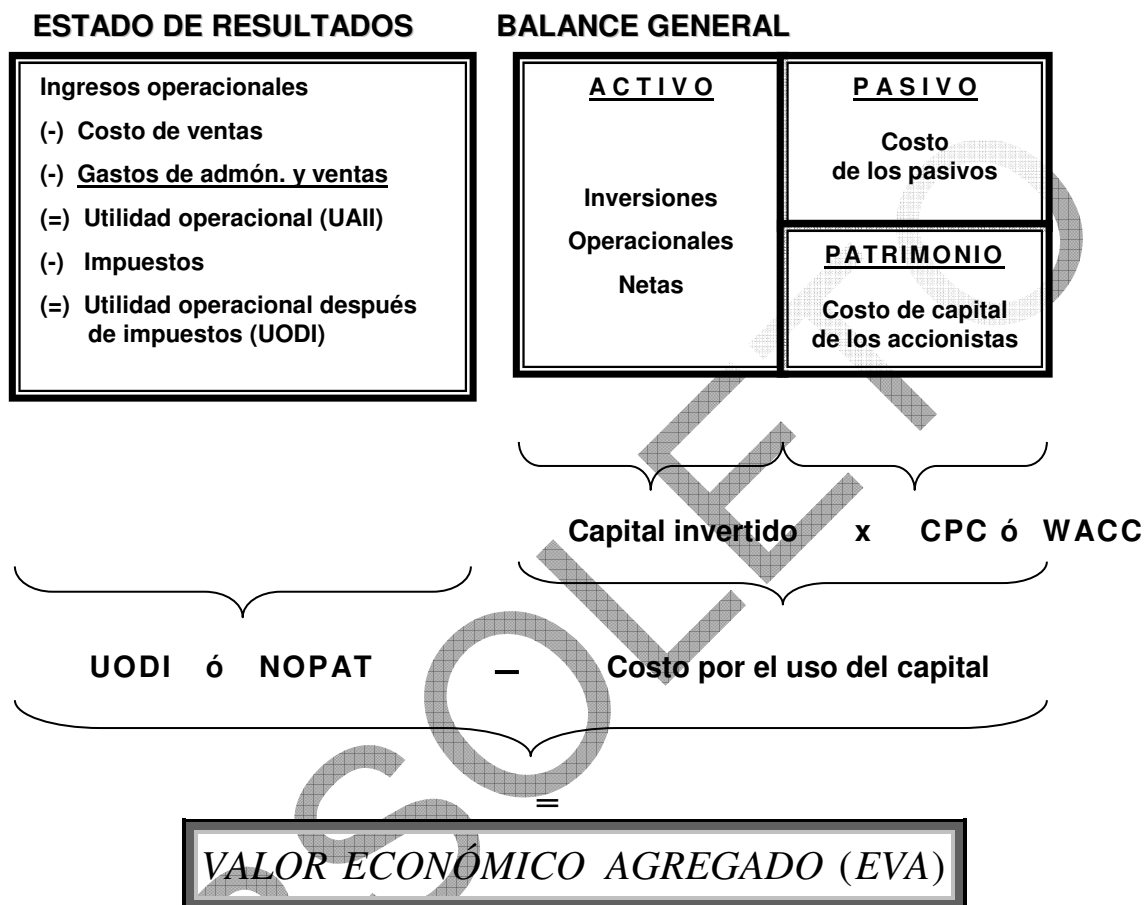 ESTADO DE RESULTADOS
Ingresos operacionales
(-) Costo de ventas
(-) Gastos de admón. y ventas
(=) Utilidad operacional (UAII)
(-) Impuestos
(=) Utilidad operacional después
de impuestos (UODI)
BALANCE GENERAL
ACTIVO
Inversiones
Operacionales
Netas
PASIVO
Costo
de los pasivos
PATRIMONIO
Costo de capital
de los accionistas
Capital invertido x CPC ó WACC
UODI ó NOPAT – Costo por el uso del capital
=
VALOR ECONÓMICO AGREGADO (EVA)
SOLETO